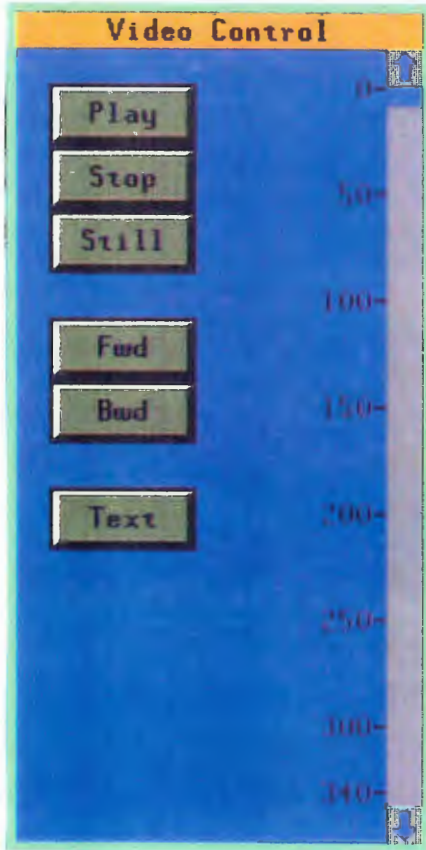 Video Control
Play
Stop
Still
Fwd
Bwd
Text
0-
50-
100-
150-
200-
250-
300-
340-